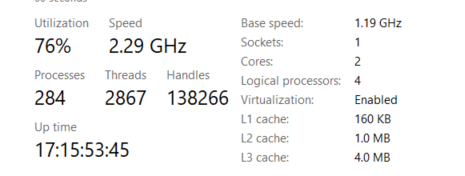 60 seconds
Utilization Speed
76% 2.29 GHz
Processes Threads Handles
284 2867 138266
Up time
17:15:53:45
Base speed: 1.19 GHz
Sockets: 1
Cores: 2
Logical processors: 4
Virtualization: Enabled
L1 cache: 160 KB
L2 cache: 1.0 MB
L3 cache: 4.0 MB